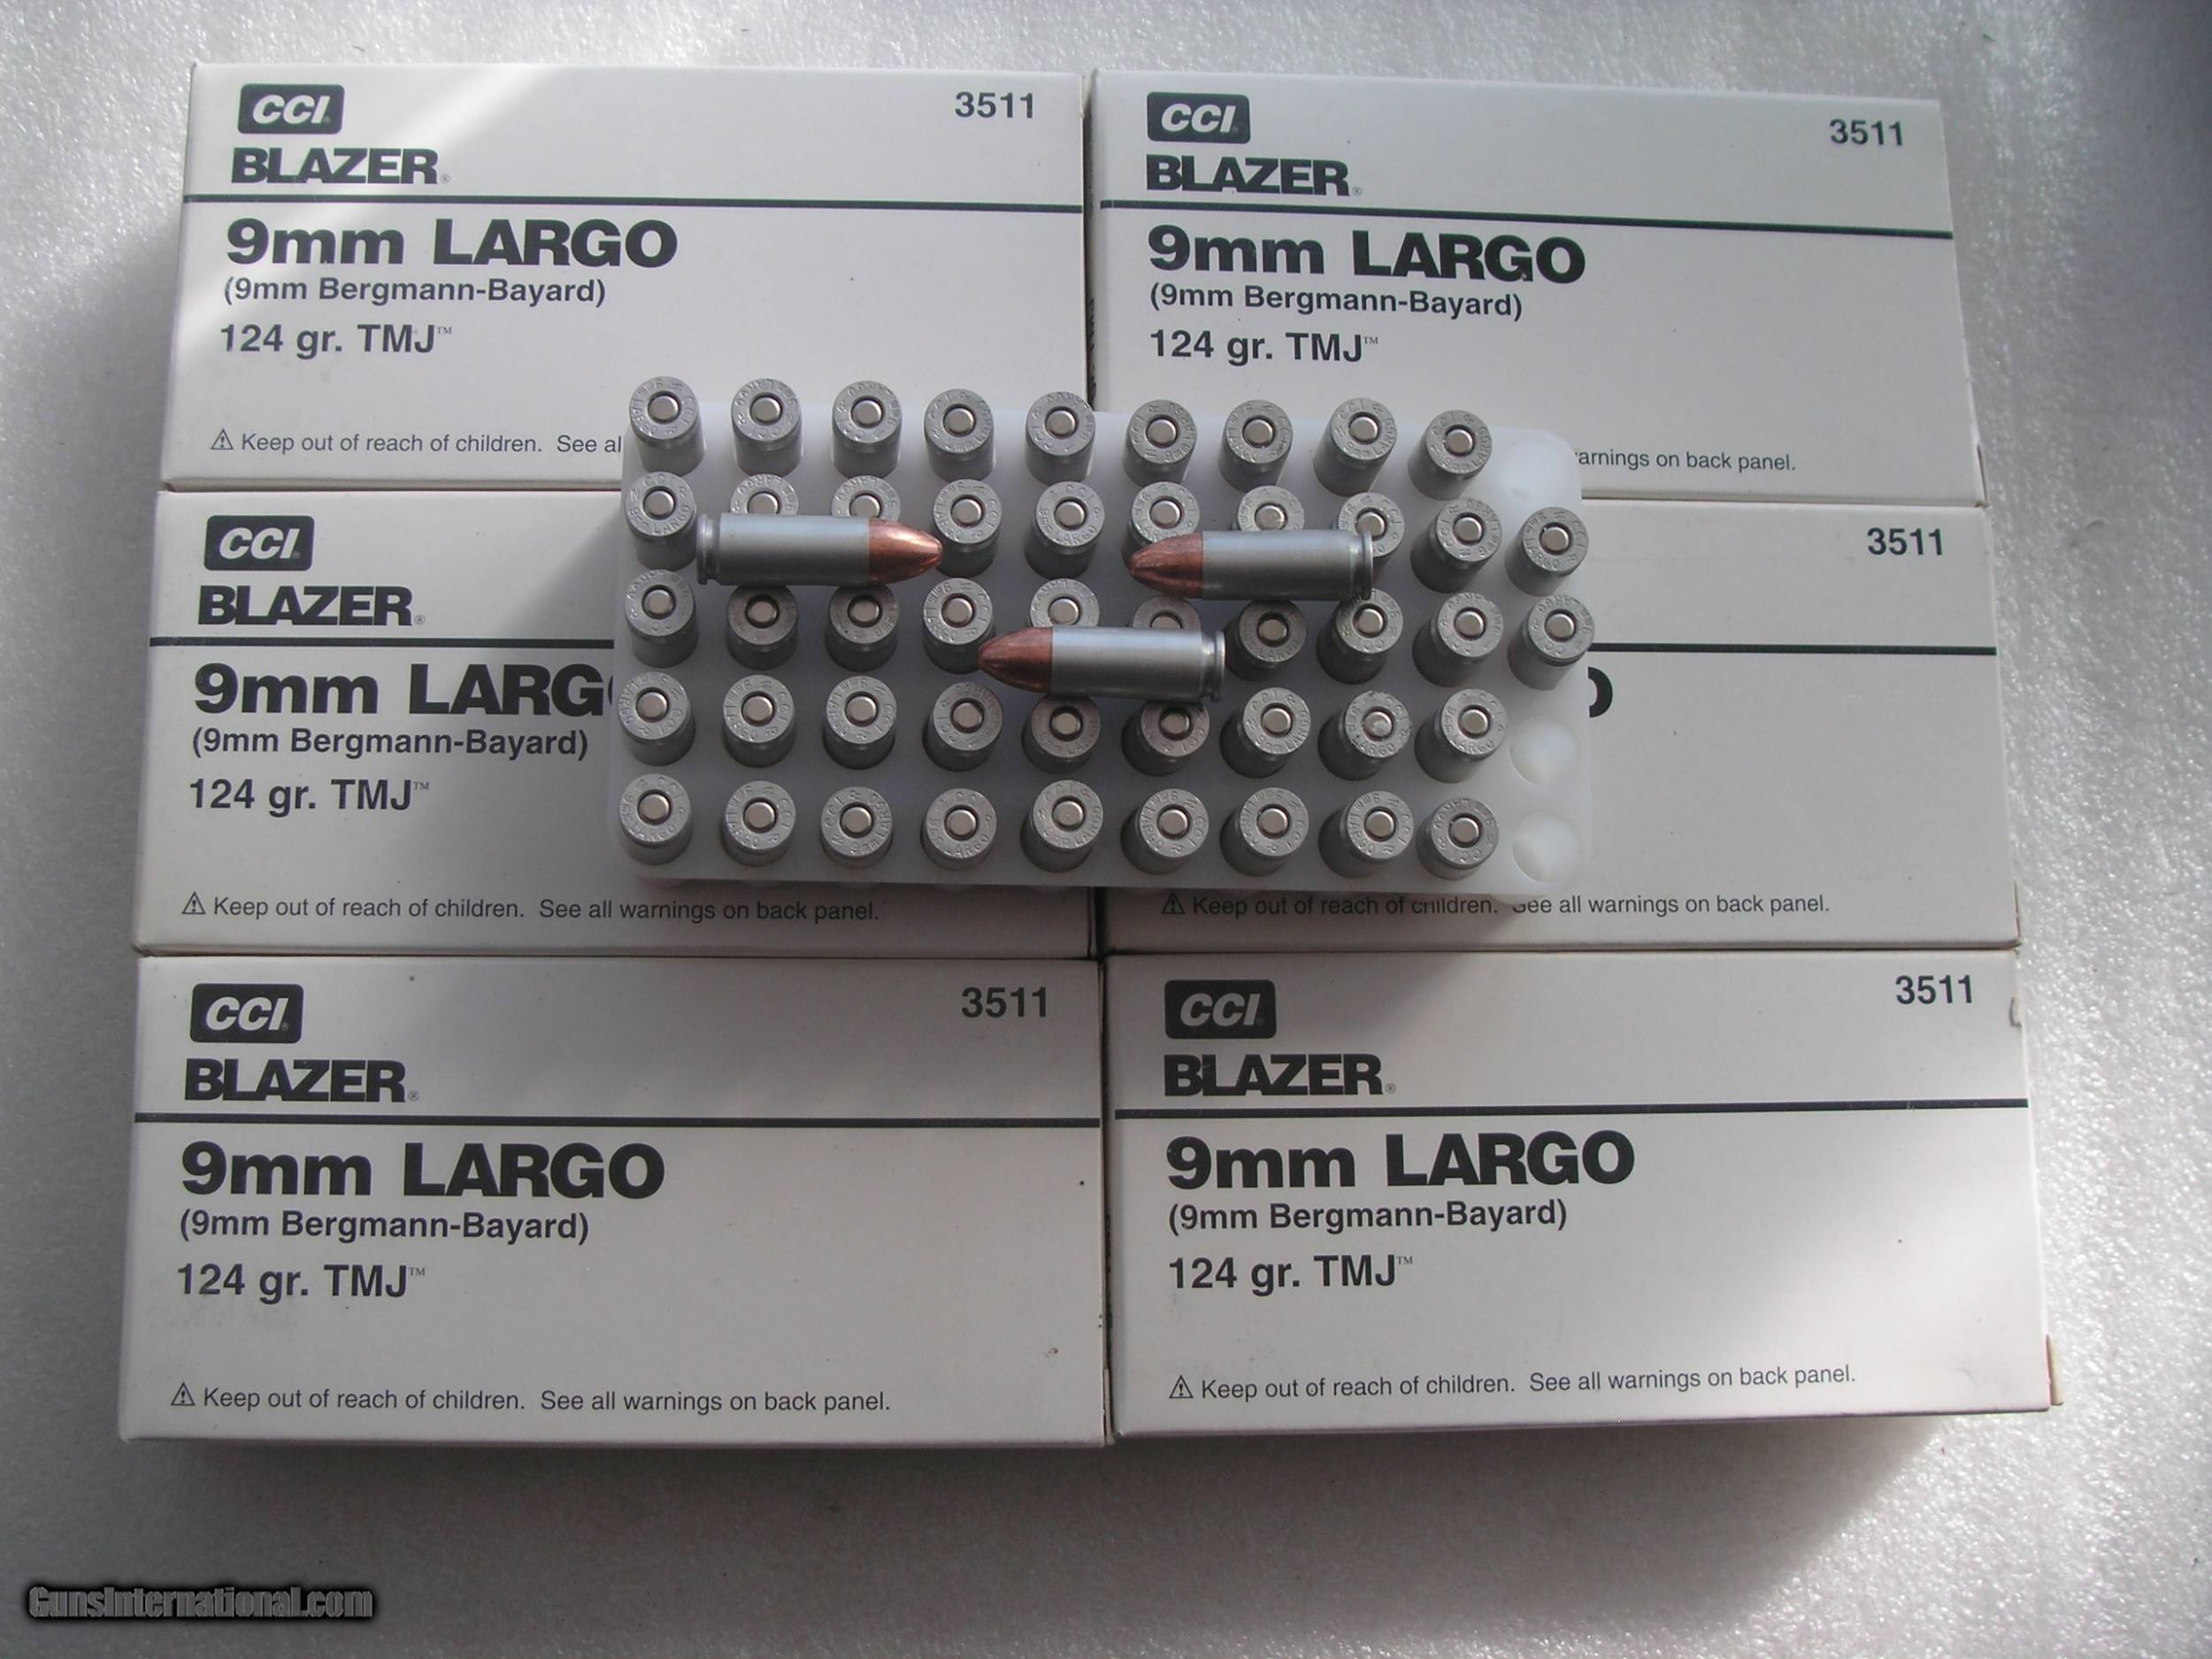 CCI
BLAZER®
3511
9mm LARGO
(9mm Bergmann-Bayard)
124 gr. TMJ™
⚠ Keep out of reach of children. See al
CCI
BLAZER®
3511
9mm LARGO
(9mm Bergmann-Bayard)
124 gr. TMJ™
arnings on back panel.
CCI
BLAZER®
9mm LARG
(9mm Bergmann-Bayard)
124 gr. TMJ™
⚠ Keep out of reach of children. See all warnings on back panel.
3511
O
⚠ Keep out of reach of children. See all warnings on back panel.
CCI
BLAZER®
3511
9mm LARGO
(9mm Bergmann-Bayard)
124 gr. TMJ™
⚠ Keep out of reach of children. See all warnings on back panel.
CCI
BLAZER®
3511
9mm LARGO
(9mm Bergmann-Bayard)
124 gr. TMJ™
⚠ Keep out of reach of children. See all warnings on back panel.
GunsInternational.com